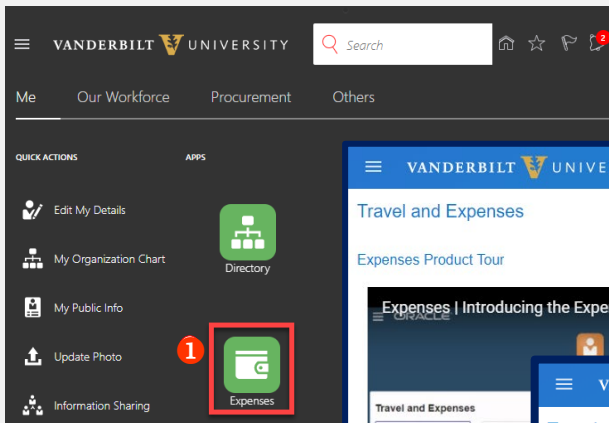 VANDERBILT V UNIVERSITY
Search
2
Me Our Workforce Procurement Others
QUICK ACTIONS
APPS
Edit My Details
My Organization Chart
My Public Info
Update Photo
Information Sharing
Directory
1
Expenses
VANDERBILT V UNIVE
Travel and Expenses
Expenses Product Tour
Expenses | Introducing the Expe
ORACLE
Travel and Expenses
V